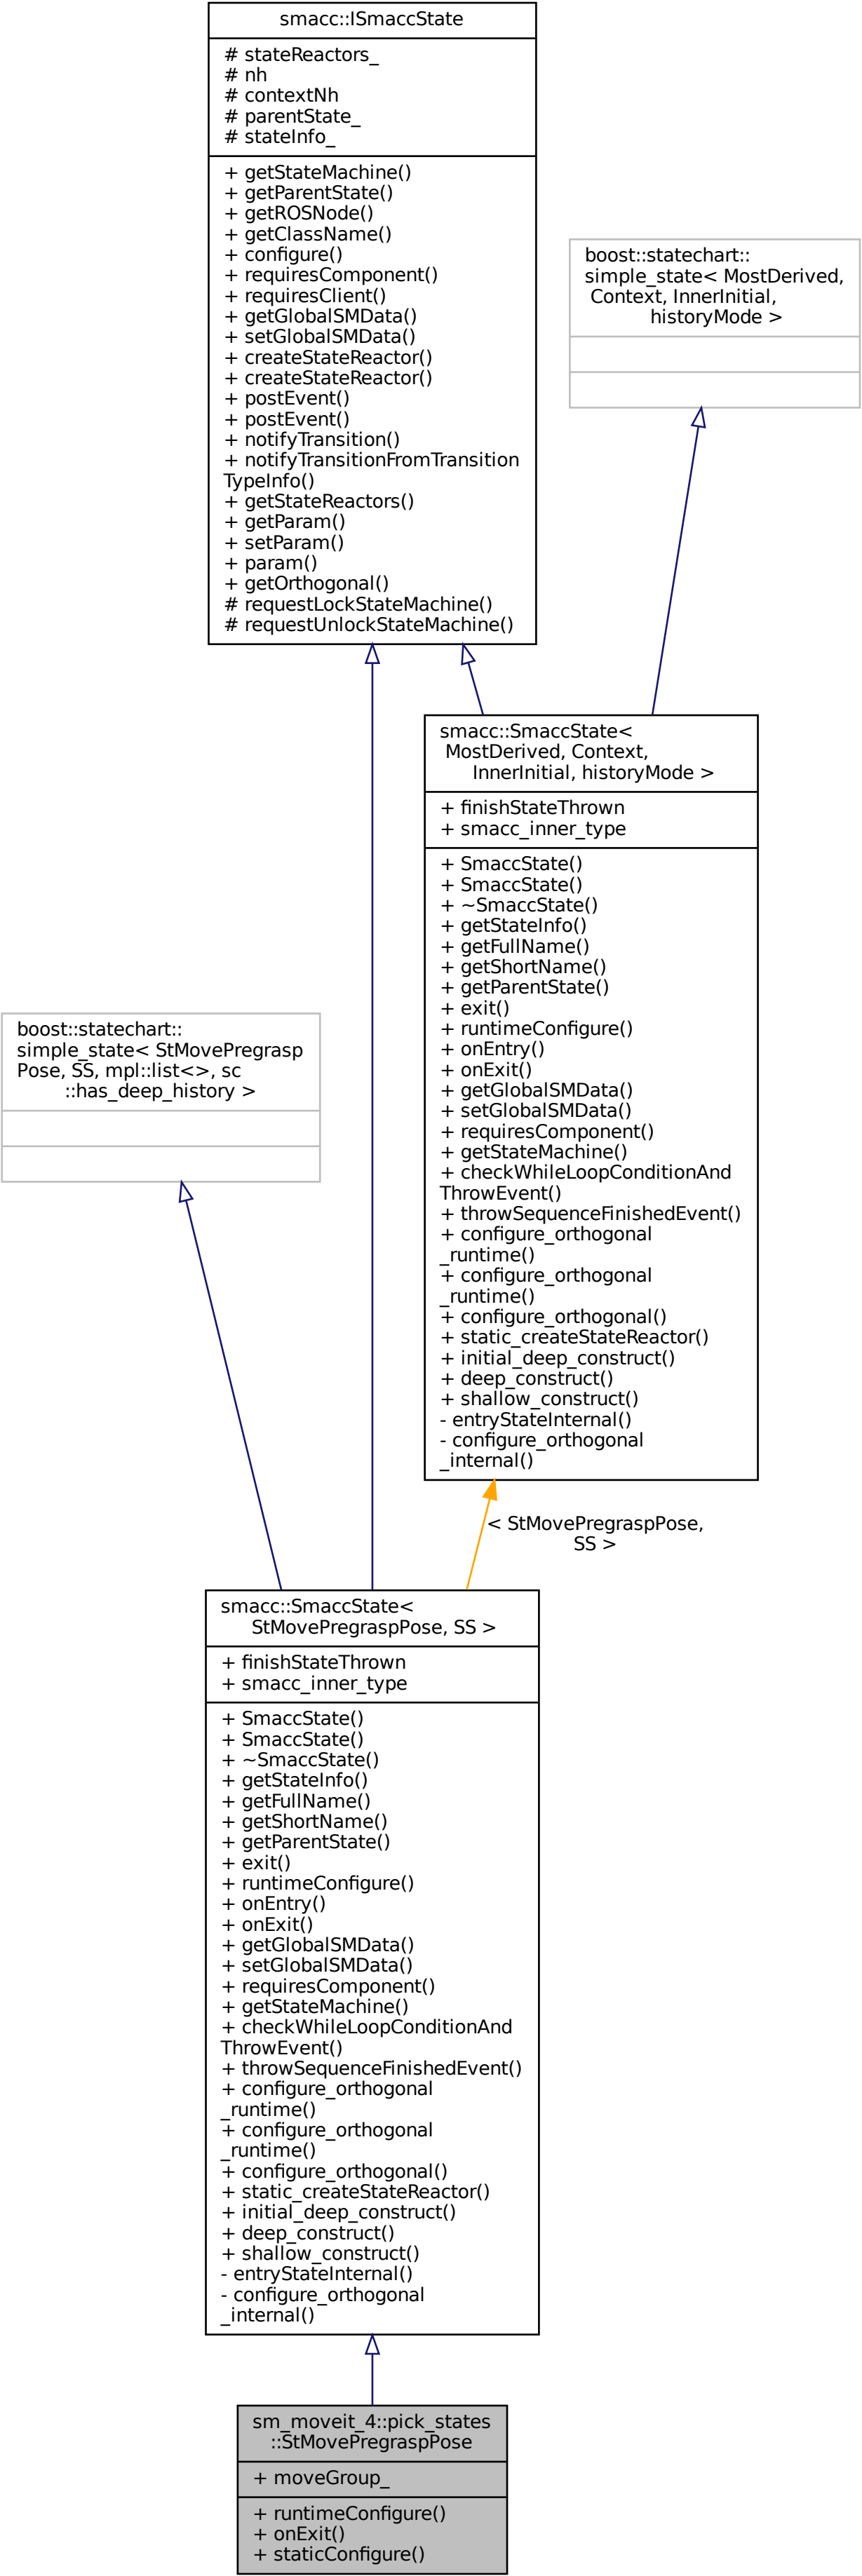 smacc::ISmaccState
# stateReactors_
# nh
# contextNh
# parentState_
# stateInfo_
+ getStateMachine()
+ getParentState()
+ getROSNode()
+ getClassName()
+ configure()
+ requiresComponent()
+ requiresClient()
+ getGlobalSMData()
+ setGlobalSMData()
+ createStateReactor()
+ createStateReactor()
+ postEvent()
+ postEvent()
+ notifyTransition()
+ notifyTransitionFromTransition
TypeInfo()
+ getStateReactors()
+ getParam()
+ setParam()
+ param()
+ getOrthogonal()
# requestLockStateMachine()
# requestUnlockStateMachine()
boost::statechart::
simple_state< MostDerived,
Context, InnerInitial,
historyMode >
smacc::SmaccState<
MostDerived, Context,
InnerInitial, historyMode >
+ finishStateThrown
+ smacc_inner_type
+ SmaccState()
+ SmaccState()
+ ~SmaccState()
+ getStateInfo()
+ getFullName()
+ getShortName()
+ getParentState()
+ exit()
+ runtimeConfigure()
+ onEntry()
+ onExit()
+ getGlobalSMData()
+ setGlobalSMData()
+ requiresComponent()
+ getStateMachine()
+ checkWhileLoopConditionAnd
ThrowEvent()
+ throwSequenceFinishedEvent()
+ configure_orthogonal
_runtime()
+ configure_orthogonal
_runtime()
+ configure_orthogonal()
+ static_createStateReactor()
+ initial_deep_construct()
+ deep_construct()
+ shallow_construct()
- entryStateInternal()
- configure_orthogonal
_internal()
boost::statechart::
simple_state< StMovePregrasp
Pose, SS, mpl::list<>, sc
::has_deep_history >
< StMovePregraspPose,
SS >
smacc::SmaccState<
StMovePregraspPose, SS >
+ finishStateThrown
+ smacc_inner_type
+ SmaccState()
+ SmaccState()
+ ~SmaccState()
+ getStateInfo()
+ getFullName()
+ getShortName()
+ getParentState()
+ exit()
+ runtimeConfigure()
+ onEntry()
+ onExit()
+ getGlobalSMData()
+ setGlobalSMData()
+ requiresComponent()
+ getStateMachine()
+ checkWhileLoopConditionAnd
ThrowEvent()
+ throwSequenceFinishedEvent()
+ configure_orthogonal
_runtime()
+ configure_orthogonal
_runtime()
+ configure_orthogonal()
+ static_createStateReactor()
+ initial_deep_construct()
+ deep_construct()
+ shallow_construct()
- entryStateInternal()
- configure_orthogonal
_internal()
sm_moveit_4::pick_states
::StMovePregraspPose
+ moveGroup_
+ runtimeConfigure()
+ onExit()
+ staticConfigure()